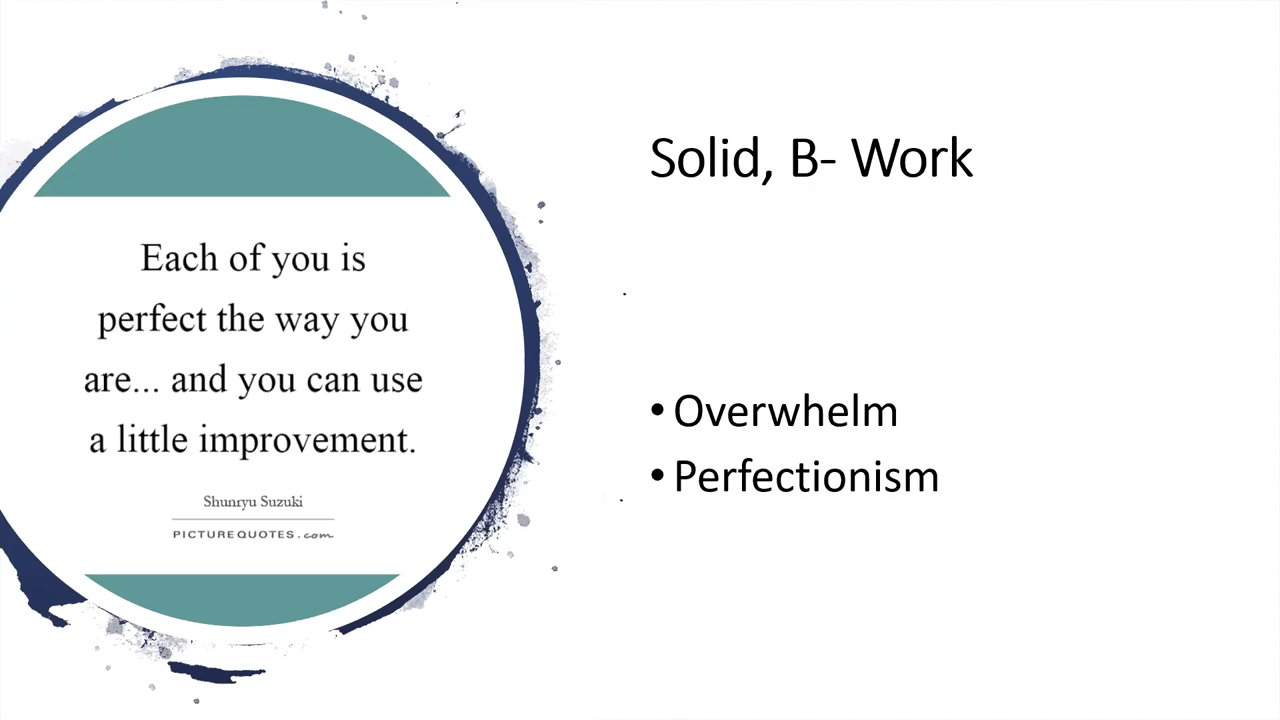 Solid, B- Work
Each of you is
perfect the way you
are... and you can use
a little improvement.
Shunryu Suzuki
PICTUREQUOTES.com
• Overwhelm
• Perfectionism